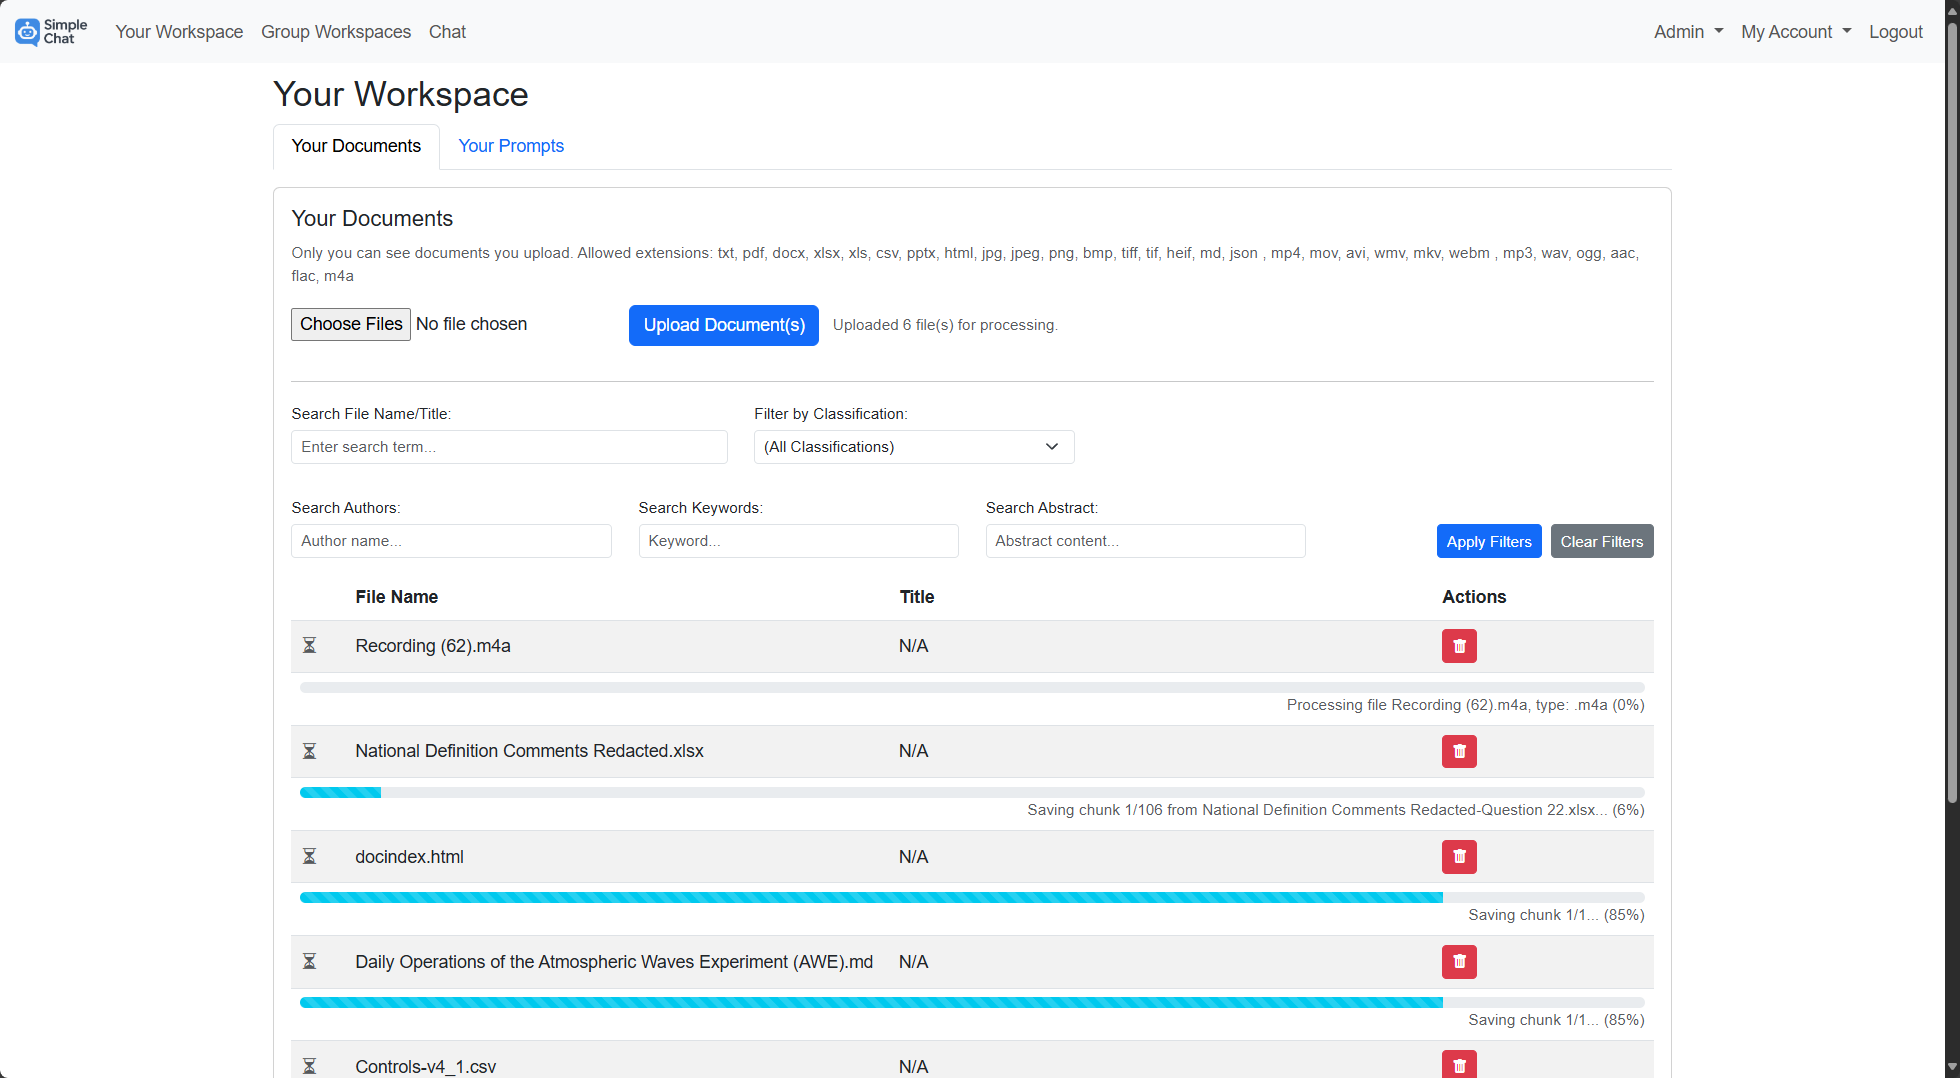 Simple Chat
Your Workspace
Group Workspaces
Chat
Admin
My Account
Logout
Your Workspace
Your Documents
Your Prompts
Your Documents
Only you can see documents you upload. Allowed extensions: txt, pdf, docx, xlsx, xls, csv, pptx, html, jpg, jpeg, png, bmp, tiff, tif, heif, md, json , mp4, mov, avi, wmv, mkv, webm , mp3, wav, ogg, aac,
flac, m4a
Choose Files No file chosen
Upload Document(s)
Uploaded 6 file(s) for processing.
Search File Name/Title:
Filter by Classification:
Enter search term...
(All Classifications)
Search Authors:
Search Keywords:
Search Abstract:
Author name...
Keyword...
Abstract content...
Apply Filters
Clear Filters
File Name
Title
Actions
Recording (62).m4a
N/A
Processing file Recording (62).m4a, type: .m4a (0%)
National Definition Comments Redacted.xlsx
N/A
Saving chunk 1/106 from National Definition Comments Redacted-Question 22.xlsx... (6%)
docindex.html
N/A
Saving chunk 1/1... (85%)
Daily Operations of the Atmospheric Waves Experiment (AWE).md
N/A
Saving chunk 1/1... (85%)
Controls-v4_1.csv
N/A